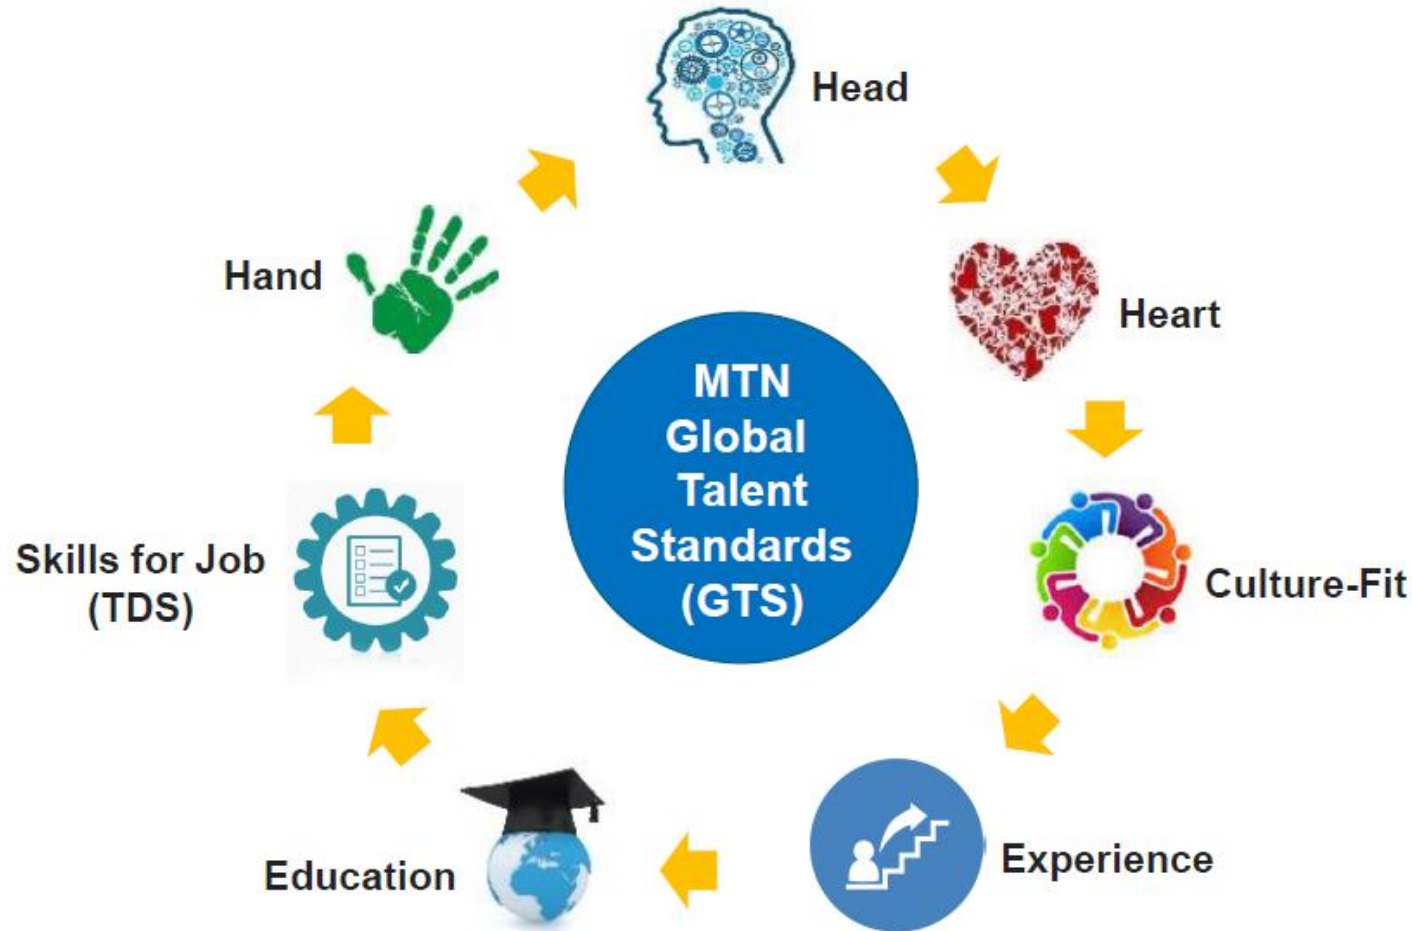 Head
Heart
Culture-Fit
Experience
Education
Skills for Job
(TDS)
Hand
MTN
Global
Talent
Standards
(GTS)